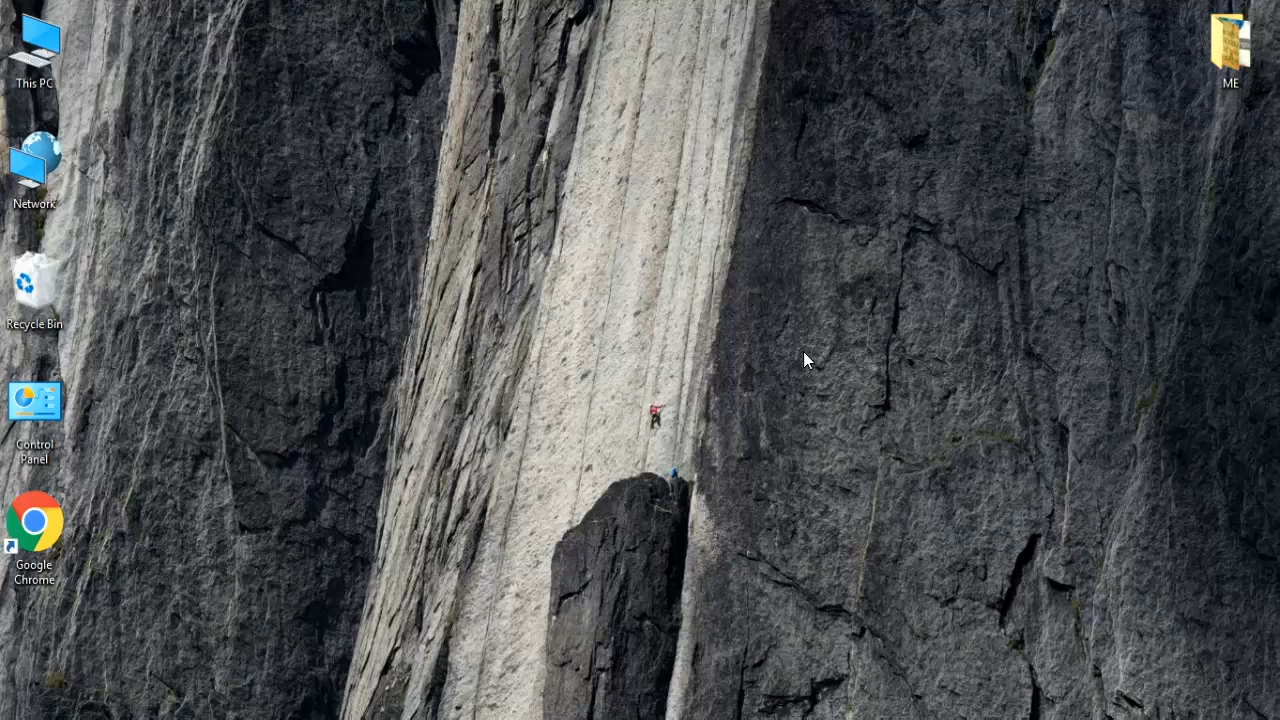 This PC
ME
Network
Recycle Bin
Control
Panel
Google
Chrome